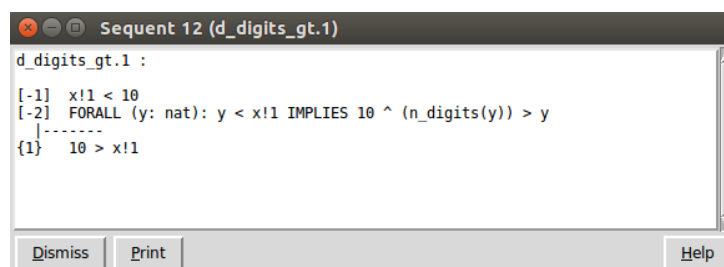 Sequent 12 (d_digits_gt.1)
d_digits_gt.1 :
[-1]  x!1 < 10
[-2]  FORALL (y: nat): y < x!1 IMPLIES 10 ^ (n_digits(y)) > y
|-------
{1}   10 > x!1
Dismiss Print Help